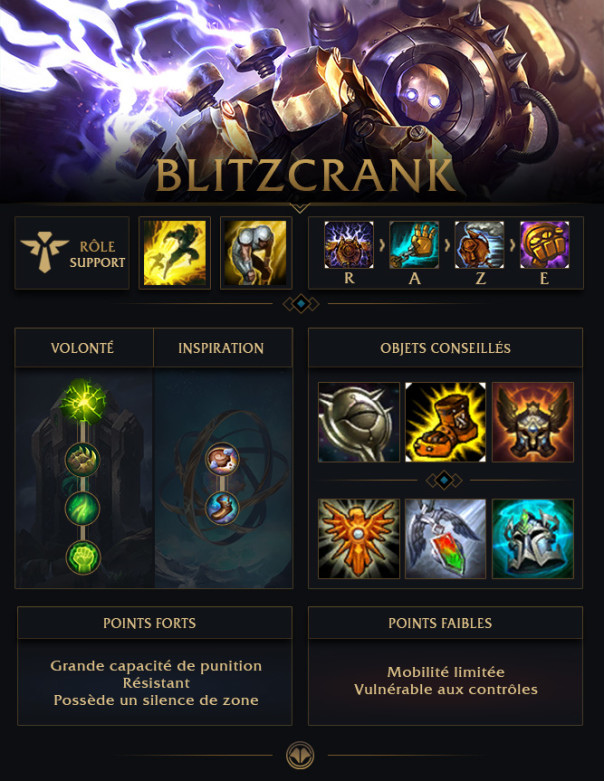 BLITZCRANK
RÔLE
SUPPORT
R
A
Z
E
VOLONTÉ
INSPIRATION
OBJETS CONSEILLÉS
POINTS FORTS
Grande capacité de punition
Résistant
Possède un silence de zone
POINTS FAIBLES
Mobilité limitée
Vulnérable aux contrôles